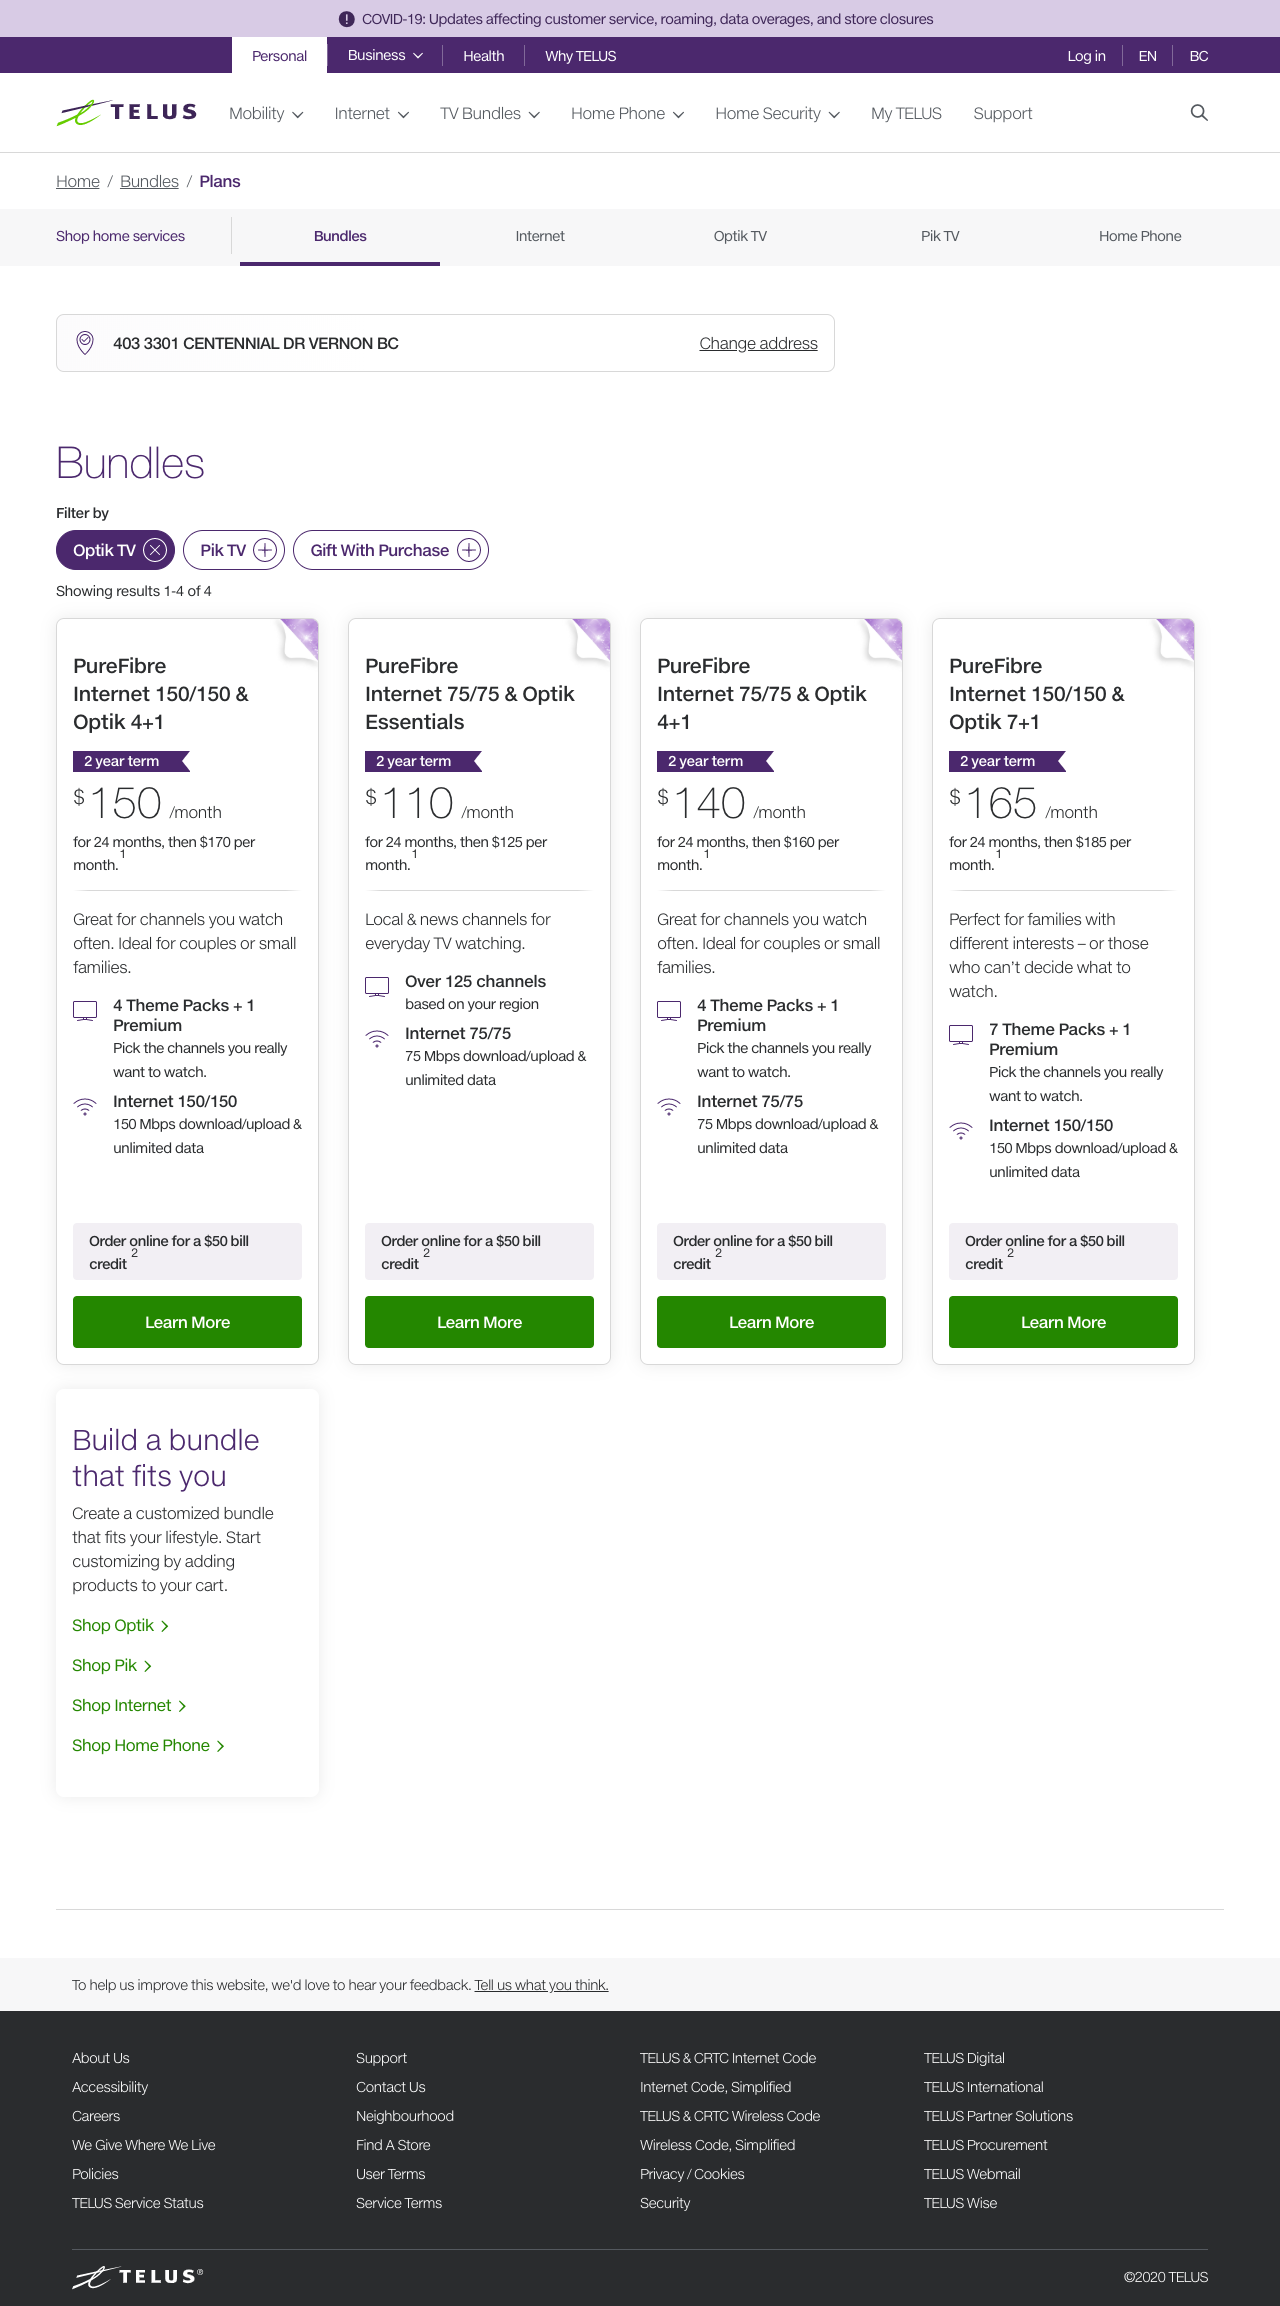 COVID-19: Updates affecting customer service, roaming, data overages, and store closures
Personal Business Health Why TELUS Log in EN BC
TELUS Mobility Internet TV Bundles Home Phone Home Security My TELUS Support
Home / Bundles / Plans
Shop home services Bundles Internet Optik TV Pik TV Home Phone
403 3301 CENTENNIAL DR VERNON BC Change address
Bundles
Filter by
Optik TV Pik TV Gift With Purchase
Showing results 1-4 of 4
PureFibre
Internet 150/150 &
Optik 4+1
2 year term
$150 /month
for 24 months, then $170 per
month.1
Great for channels you watch
often. Ideal for couples or small
families.
4 Theme Packs + 1
Premium
Pick the channels you really
want to watch.
Internet 150/150
150 Mbps download/upload &
unlimited data
Order online for a $50 bill
credit 2
Learn More
PureFibre
Internet 75/75 & Optik
Essentials
2 year term
$110 /month
for 24 months, then $125 per
month.1
Local & news channels for
everyday TV watching.
Over 125 channels
based on your region
Internet 75/75
75 Mbps download/upload &
unlimited data
Order online for a $50 bill
credit 2
Learn More
PureFibre
Internet 75/75 & Optik
4+1
2 year term
$140 /month
for 24 months, then $160 per
month.1
Great for channels you watch
often. Ideal for couples or small
families.
4 Theme Packs + 1
Premium
Pick the channels you really
want to watch.
Internet 75/75
75 Mbps download/upload &
unlimited data
Order online for a $50 bill
credit 2
Learn More
PureFibre
Internet 150/150 &
Optik 7+1
2 year term
$165 /month
for 24 months, then $185 per
month.1
Perfect for families with
different interests – or those
who can't decide what to
watch.
7 Theme Packs + 1
Premium
Pick the channels you really
want to watch.
Internet 150/150
150 Mbps download/upload &
unlimited data
Order online for a $50 bill
credit 2
Learn More
Build a bundle
that fits you
Create a customized bundle
that fits your lifestyle. Start
customizing by adding
products to your cart.
Shop Optik
Shop Pik
Shop Internet
Shop Home Phone
To help us improve this website, we'd love to hear your feedback. Tell us what you think.
About Us
Accessibility
Careers
We Give Where We Live
Policies
TELUS Service Status
Support
Contact Us
Neighbourhood
Find A Store
User Terms
Service Terms
TELUS & CRTC Internet Code
Internet Code, Simplified
TELUS & CRTC Wireless Code
Wireless Code, Simplified
Privacy / Cookies
Security
TELUS Digital
TELUS International
TELUS Partner Solutions
TELUS Procurement
TELUS Webmail
TELUS Wise
TELUS® ©2020 TELUS